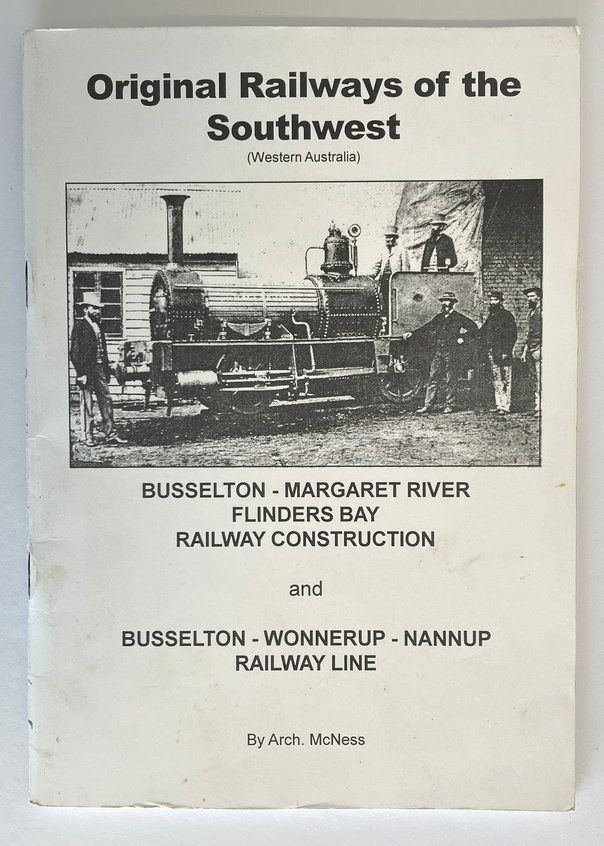 Original Railways of the
Southwest
(Western Australia)
BUSSELTON - MARGARET RIVER
FLINDERS BAY
RAILWAY CONSTRUCTION
and
BUSSELTON - WONNERUP - NANNUP
RAILWAY LINE
By Arch. McNess